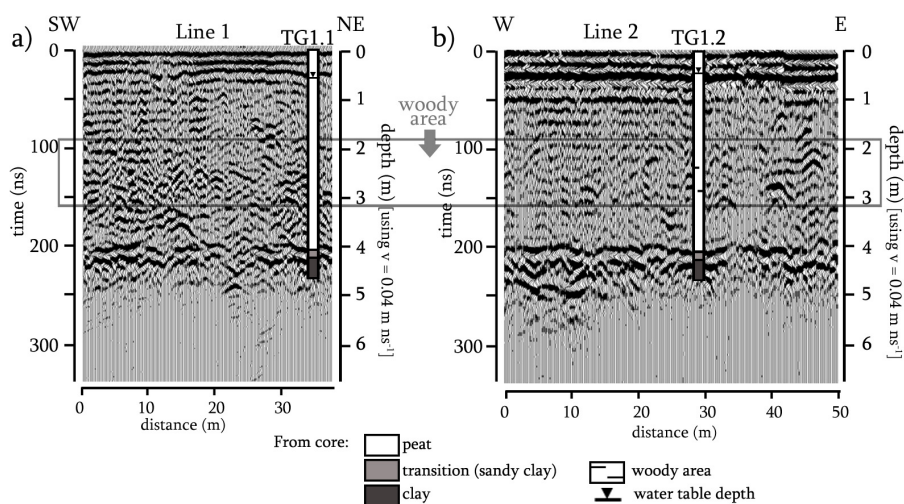 SW
Line 1
NE
a)
TG1.1
0
100
200
300
time (ns)
0
1
2
3
4
5
6
depth (m) [using v = 0.04 m ns⁻¹]
0
10
20
30
distance (m)
woody
area
W
Line 2
E
b)
TG1.2
0
100
200
300
time (ns)
0
1
2
3
4
5
6
depth (m) [using v = 0.04 m ns⁻¹]
0
10
20
30
40
50
distance (m)
From core:
peat
transition (sandy clay)
clay
woody area
water table depth